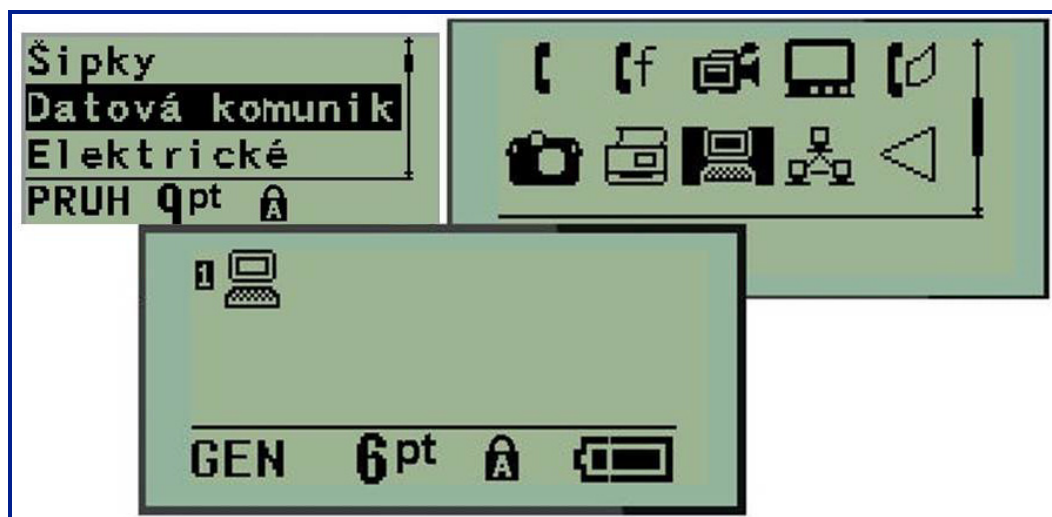 Šipky
Datová komunik
Elektrické
PRUH 9pt A
f
1
GEN 6pt A